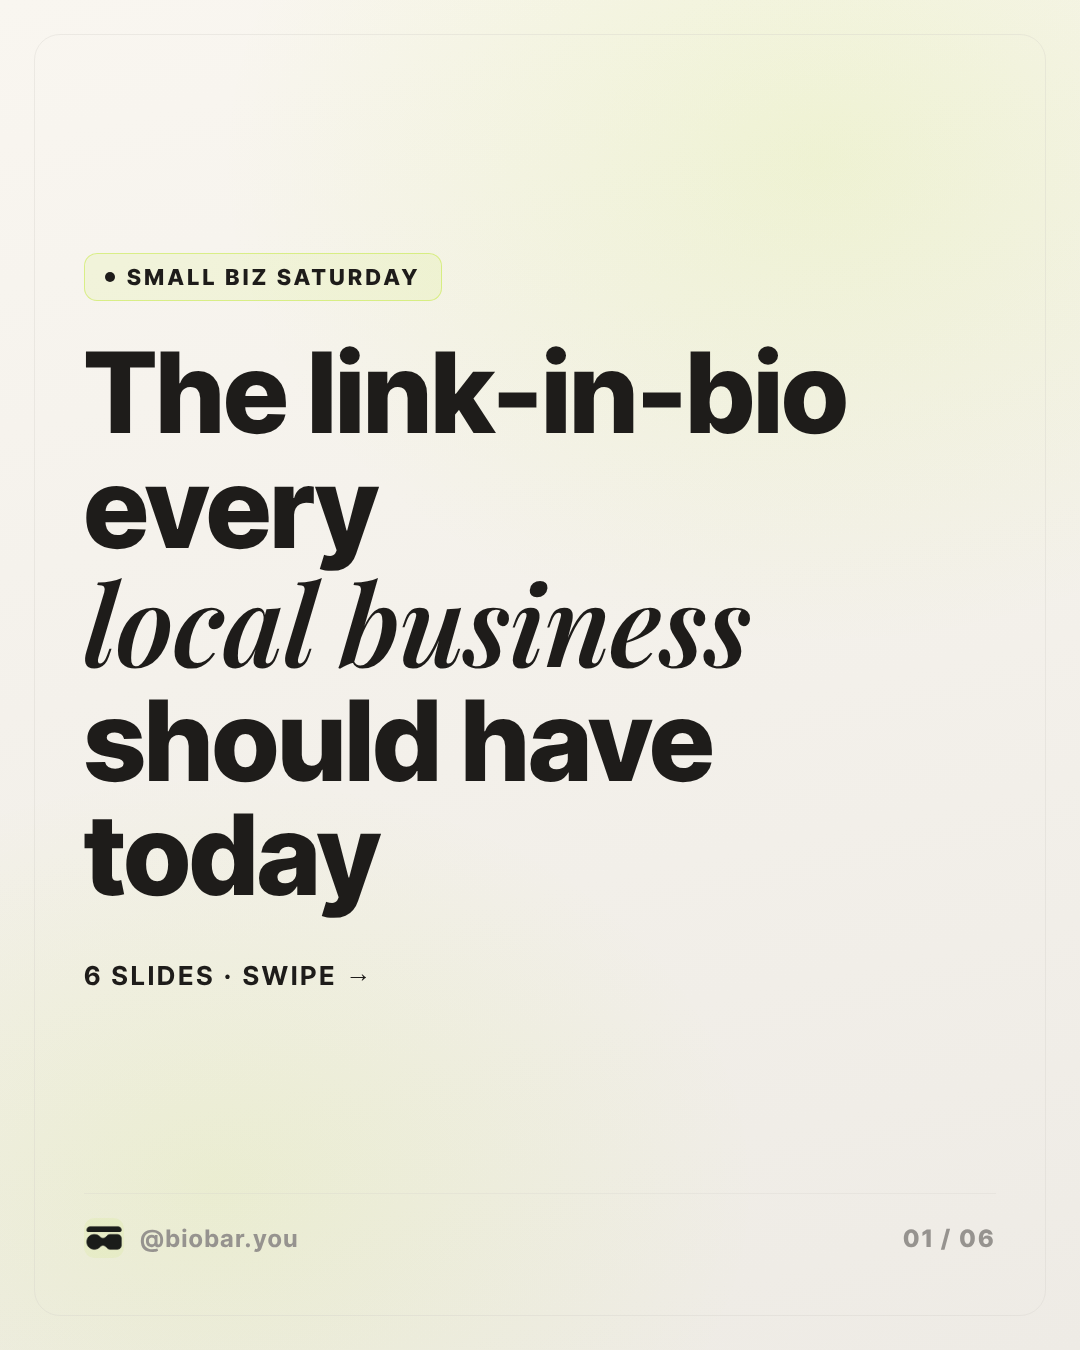 • SMALL BIZ SATURDAY
The link-in-bio
every
local business
should have
today
6 SLIDES · SWIPE →
@biobar.you
01 / 06